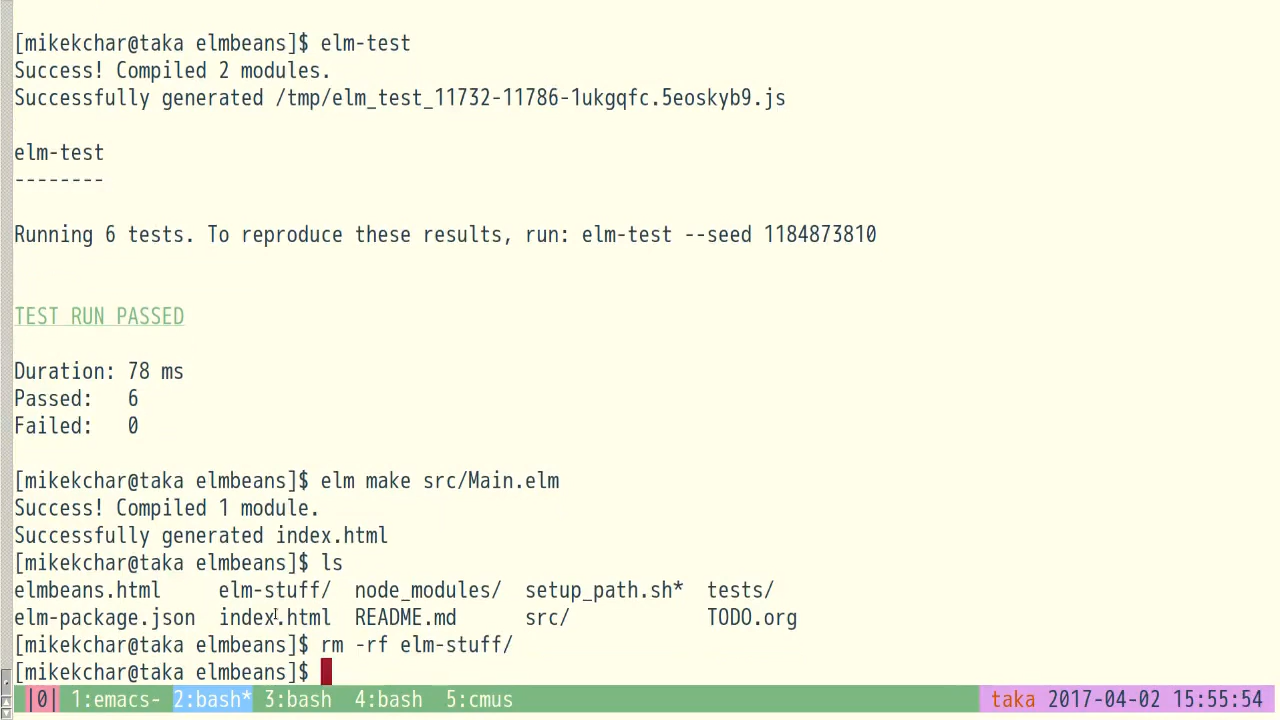 [mikekchar@taka elmbeans]$ elm-test
Success! Compiled 2 modules.
Successfully generated /tmp/elm_test_11732-11786-1ukgqfc.5eoskyb9.js
elm-test
--------
Running 6 tests. To reproduce these results, run: elm-test --seed 1184873810
TEST RUN PASSED
Duration: 78 ms
Passed:   6
Failed:   0
[mikekchar@taka elmbeans]$ elm make src/Main.elm
Success! Compiled 1 module.
Successfully generated index.html
[mikekchar@taka elmbeans]$ ls
elmbeans.html     elm-stuff/  node_modules/  setup_path.sh*  tests/
elm-package.json  index.html  README.md      src/            TODO.org
[mikekchar@taka elmbeans]$ rm -rf elm-stuff/
[mikekchar@taka elmbeans]$
|0| 1:emacs- 2:bash* 3:bash  4:bash  5:cmus taka 2017-04-02 15:55:54